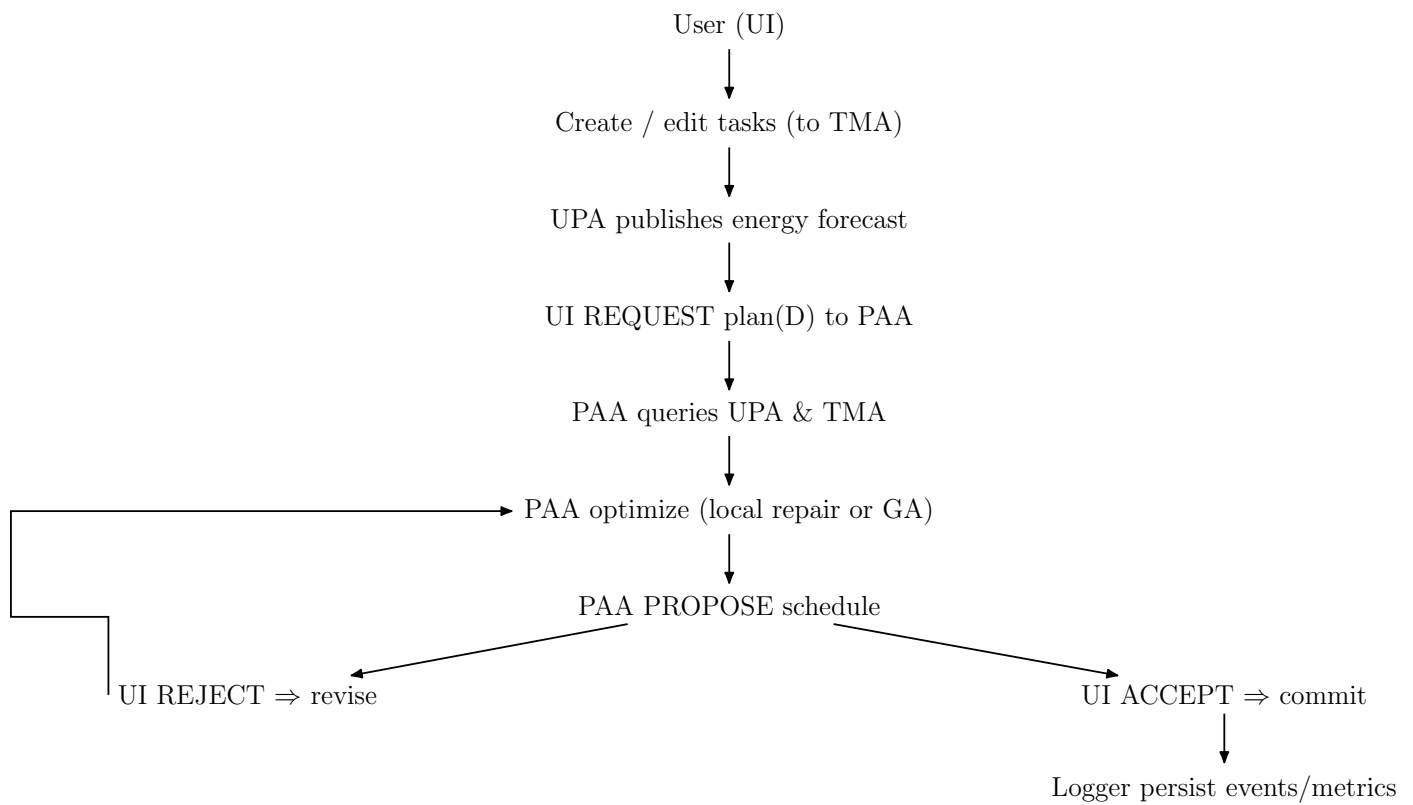 User (UI)
Create / edit tasks (to TMA)
UPA publishes energy forecast
UI REQUEST plan(D) to PAA
PAA queries UPA & TMA
PAA optimize (local repair or GA)
PAA PROPOSE schedule
UI REJECT ⇒ revise
UI ACCEPT ⇒ commit
Logger persist events/metrics